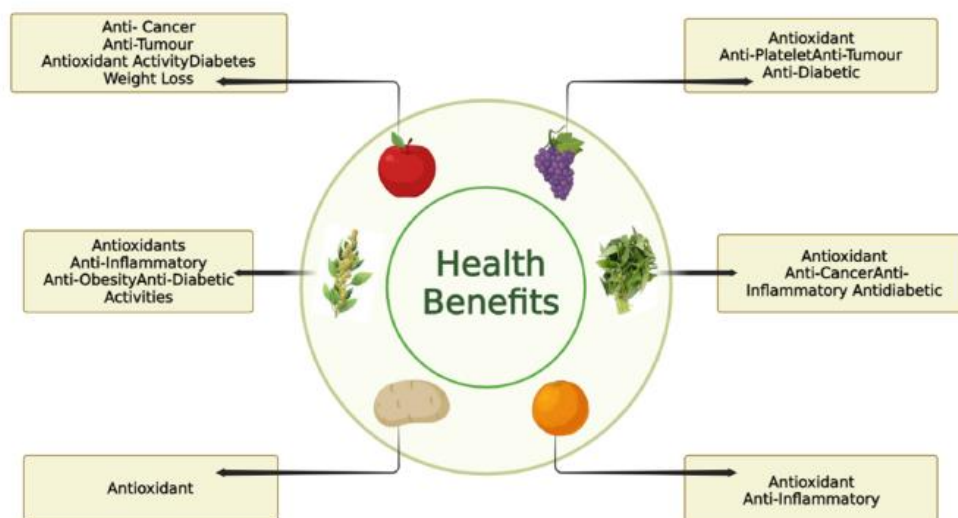 Anti- Cancer
Anti-Tumour
Antioxidant ActivityDiabetes
Weight Loss
Antioxidant
Anti-PlateletAnti-Tumour
Anti-Diabetic
Antioxidants
Anti-Inflammatory
Anti-ObesityAnti-Diabetic
Activities
Health
Benefits
Antioxidant
Anti-CancerAnti-
Inflammatory Antidiabetic
Antioxidant
Antioxidant
Anti-Inflammatory